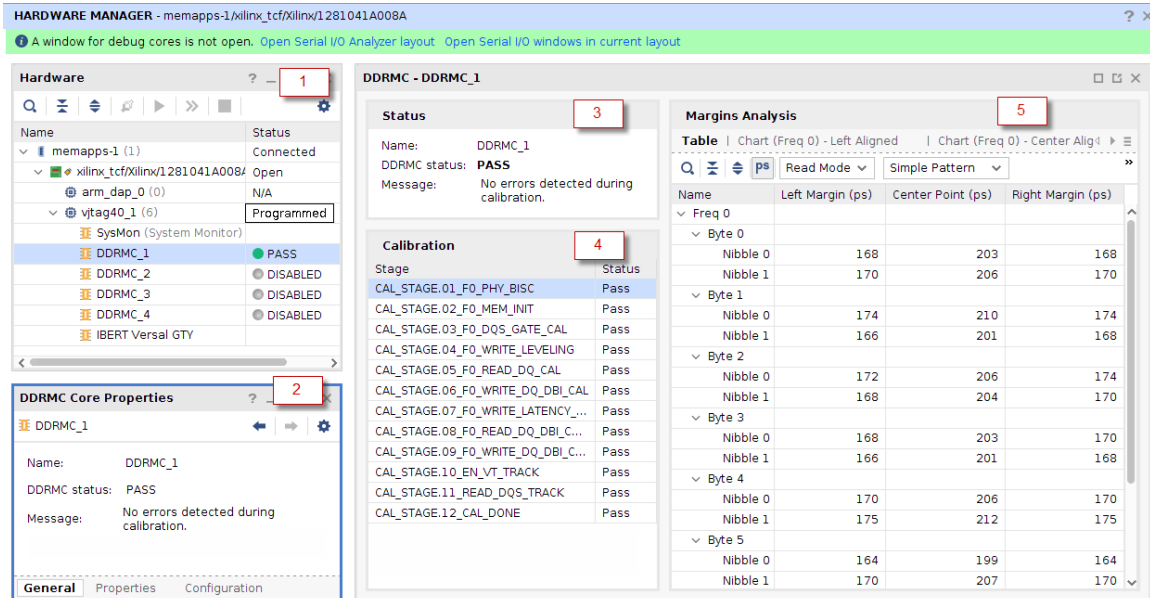 HARDWARE MANAGER - memapps-1/xilinx_tcf/Xilinx/1281041A008A
A window for debug cores is not open. Open Serial I/O Analyzer layout Open Serial I/O windows in current layout
Hardware
1
Name Status
memapps-1 (1) Connected
xilinx_tcf/Xilinx/1281041A008A Open
arm_dap_0 (0) N/A
vjtag40_1 (6) Programmed
SysMon (System Monitor)
DDRMC_1 PASS
DDRMC_2 DISABLED
DDRMC_3 DISABLED
DDRMC_4 DISABLED
IBERT Versal GTY
DDRMC Core Properties
2
DDRMC_1
Name: DDRMC_1
DDRMC status: PASS
Message: No errors detected during
calibration.
General Properties Configuration
DDRMC - DDRMC_1
Status
3
Name: DDRMC_1
DDRMC status: PASS
Message: No errors detected during
calibration.
Calibration
4
Stage Status
CAL_STAGE.01_F0_PHY_BISC Pass
CAL_STAGE.02_F0_MEM_INIT Pass
CAL_STAGE.03_F0_DQS_GATE_CAL Pass
CAL_STAGE.04_F0_WRITE_LEVELING Pass
CAL_STAGE.05_F0_READ_DQ_CAL Pass
CAL_STAGE.06_F0_WRITE_DQ_DBI_CAL Pass
CAL_STAGE.07_F0_WRITE_LATENCY_... Pass
CAL_STAGE.08_F0_READ_DQ_DBI_C... Pass
CAL_STAGE.09_F0_WRITE_DQ_DBI_C... Pass
CAL_STAGE.10_EN_VT_TRACK Pass
CAL_STAGE.11_READ_DQS_TRACK Pass
CAL_STAGE.12_CAL_DONE Pass
Margins Analysis
5
Table | Chart (Freq 0) - Left Aligned | Chart (Freq 0) - Center Alig
ps Read Mode Simple Pattern »
Name Left Margin (ps) Center Point (ps) Right Margin (ps)
Freq 0
Byte 0
Nibble 0 168 203 168
Nibble 1 170 206 170
Byte 1
Nibble 0 174 210 174
Nibble 1 166 201 168
Byte 2
Nibble 0 172 206 174
Nibble 1 168 204 170
Byte 3
Nibble 0 168 203 170
Nibble 1 166 201 168
Byte 4
Nibble 0 170 206 170
Nibble 1 175 212 175
Byte 5
Nibble 0 164 199 164
Nibble 1 170 207 170